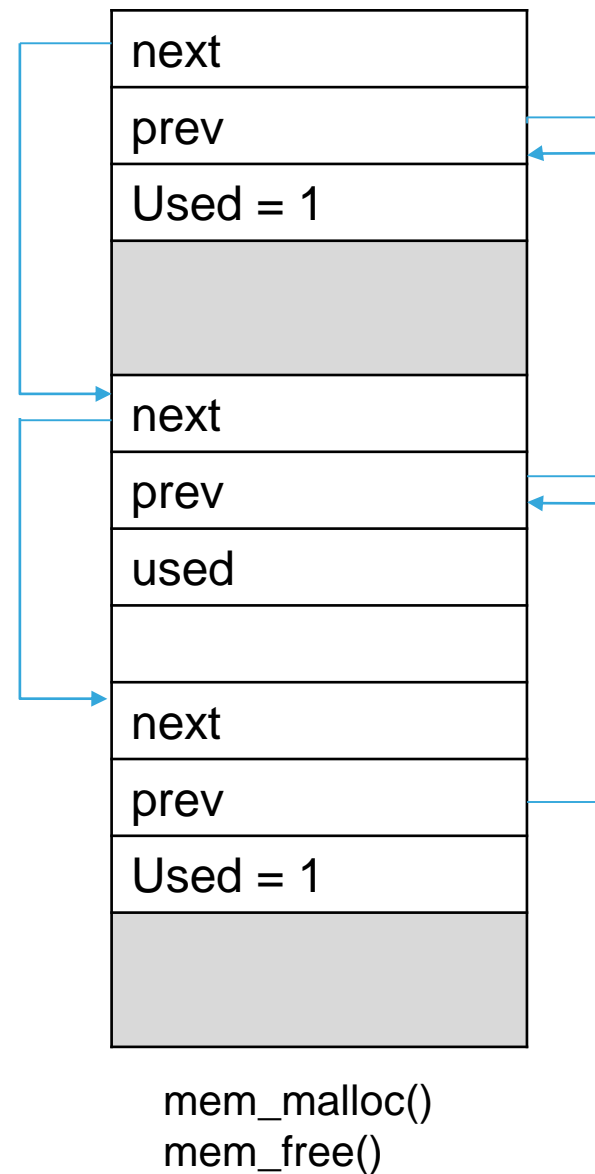 next
prev
Used = 1
next
prev
used
next
prev
Used = 1
mem_malloc()
mem_free()